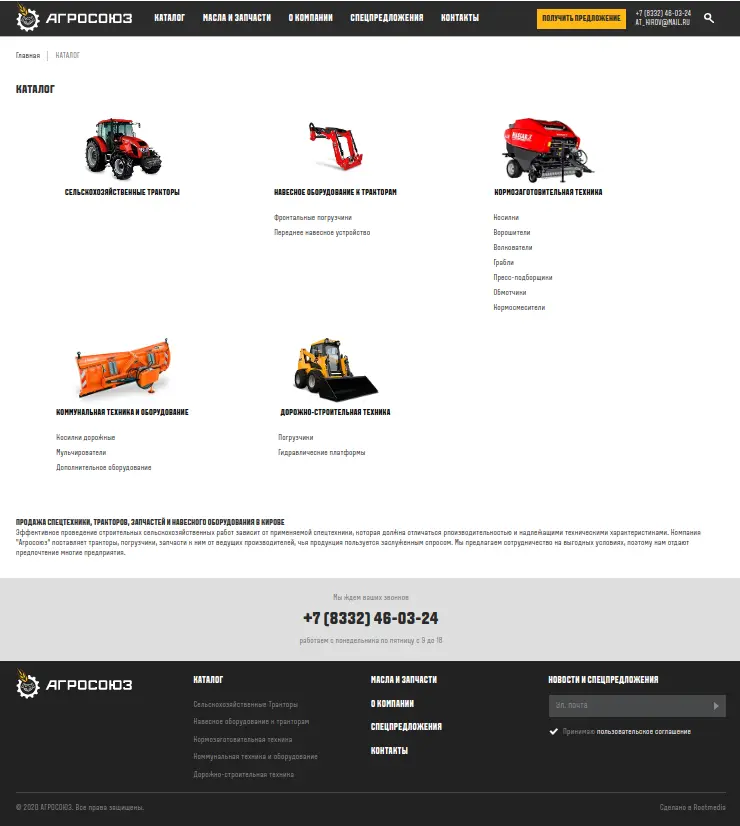 АГРОСОЮЗ
КАТАЛОГ
МАСЛА И ЗАПЧАСТИ
О КОМПАНИИ
СПЕЦПРЕДЛОЖЕНИЯ
КОНТАКТЫ
ПОЛУЧИТЬ ПРЕДЛОЖЕНИЕ
+7 (8332) 46-03-24
AT_KIROV@MAIL.RU
Главная
КАТАЛОГ
КАТАЛОГ
СЕЛЬСКОХОЗЯЙСТВЕННЫЕ ТРАКТОРЫ
НАВЕСНОЕ ОБОРУДОВАНИЕ К ТРАКТОРАМ
Фронтальные погрузчики
Переднее навесное устройство
КОРМОЗАГОТОВИТЕЛЬНАЯ ТЕХНИКА
Косилки
Ворошители
Волкователи
Грабли
Пресс-подборщики
Обмотчики
Кормосмесители
КОММУНАЛЬНАЯ ТЕХНИКА И ОБОРУДОВАНИЕ
Косилки дорожные
Мульчирователи
Дополнительное оборудование
ДОРОЖНО-СТРОИТЕЛЬНАЯ ТЕХНИКА
Погрузчики
Гидравлические платформы
ПРОДАЖА СПЕЦТЕХНИКИ, ТРАКТОРОВ, ЗАПЧАСТЕЙ И НАВЕСНОГО ОБОРУДОВАНИЯ В КИРОВЕ
Эффективное проведение строительных сельскохозяйственных работ зависит от применяемой спецтехники, которая должна отличаться рпоизводительностью и надлежащими техническими характеристиками. Компания
"Агросоюз" поставляет тракторы, погрузчики, запчасти к ним от ведущих производителей, чья продукция пользуется заслуженным спросом. Мы предлагаем сотрудничество на выгодных условиях, поэтому нам отдают
предпочтение многие предприятия.
Мы ждем ваших звонков
+7 (8332) 46-03-24
работаем с понедельника по пятницу с 9 до 18
АГРОСОЮЗ
КАТАЛОГ
Сельскохозяйственные Тракторы
Навесное оборудование к тракторам
Кормозаготовительная техника
Коммунальная техника и оборудование
Дорожно-строительная техника
МАСЛА И ЗАПЧАСТИ
О КОМПАНИИ
СПЕЦПРЕДЛОЖЕНИЯ
КОНТАКТЫ
НОВОСТИ И СПЕЦПРЕДЛОЖЕНИЯ
Эл. почта
Принимаю пользовательское соглашение
© 2020 АГРОСОЮЗ. Все права защищены.
Сделано в Rootmedia